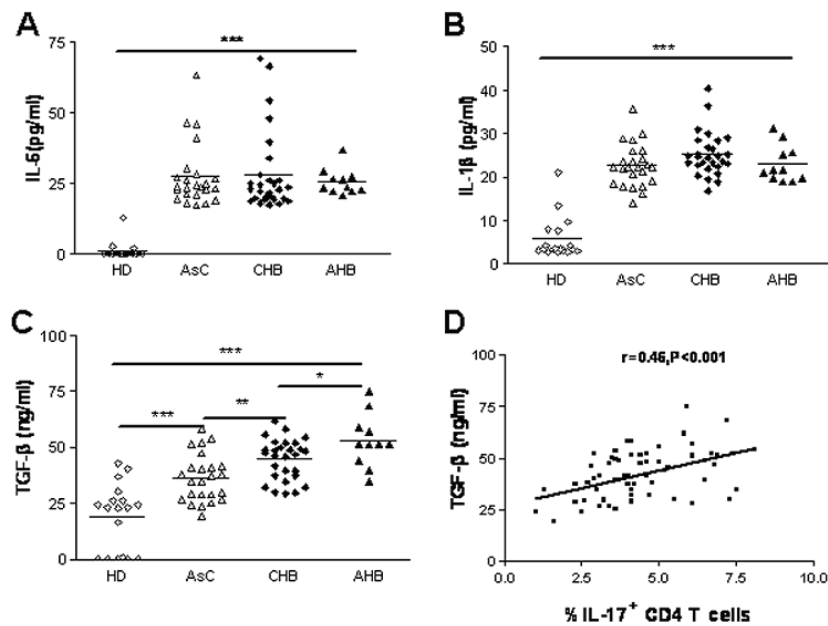 A
***
75
50
25
0
IL-6(pg/ml)
HD AsC CHB AHB
B
***
50
40
30
20
10
0
IL-1β (pg/ml)
HD AsC CHB AHB
C
100
75
50
25
0
TGF-β (ng/ml)
***
*
*** **
HD AsC CHB AHB
D
r=0.46,P<0.001
100
75
50
25
0
TGF-β (ng/ml)
0.0 2.5 5.0 7.5 10.0
% IL-17+ CD4 T cells